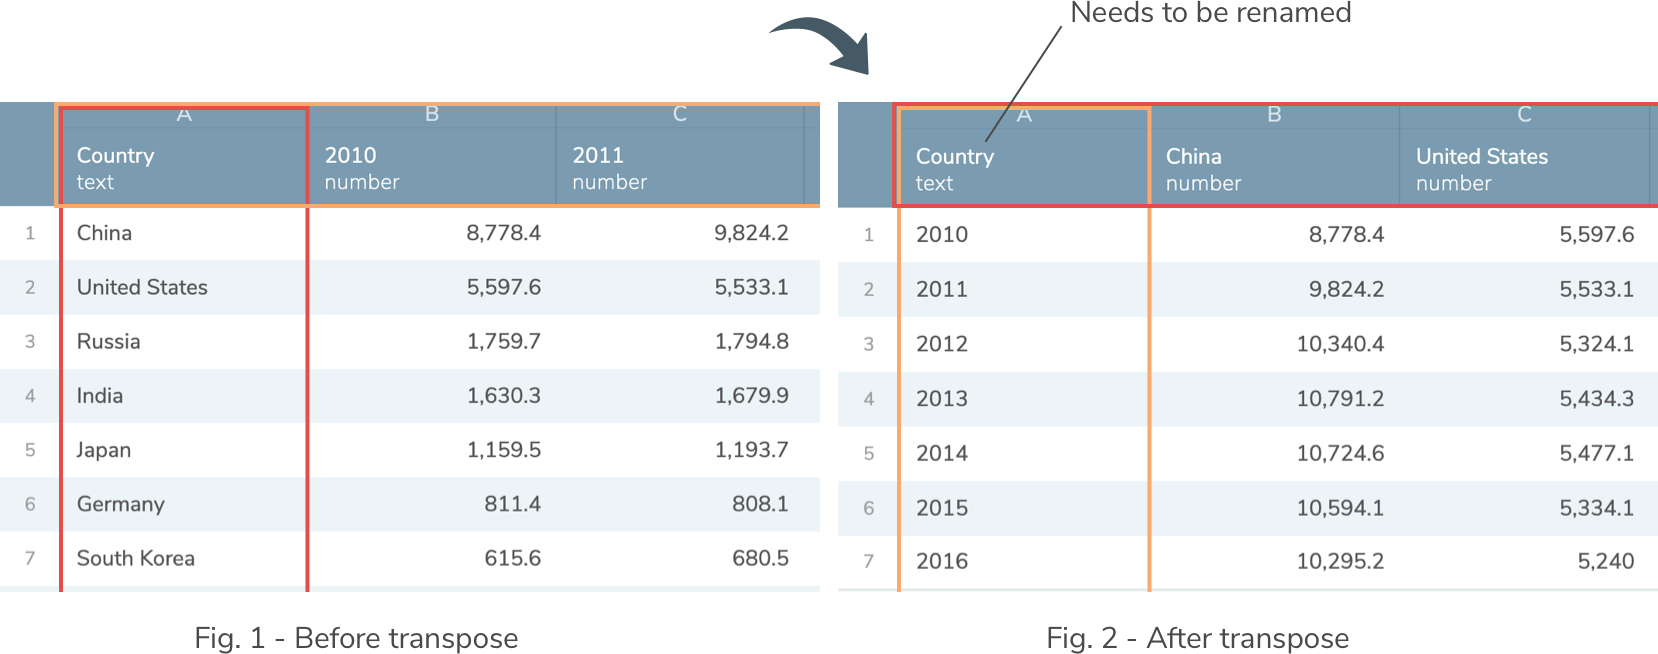 Needs to be renamed
A B C
Country 2010 2011
text number number
1 China 8,778.4 9,824.2
2 United States 5,597.6 5,533.1
3 Russia 1,759.7 1,794.8
4 India 1,630.3 1,679.9
5 Japan 1,159.5 1,193.7
6 Germany 811.4 808.1
7 South Korea 615.6 680.5
Fig. 1 - Before transpose
A B C
Country China United States
text number number
1 2010 8,778.4 5,597.6
2 2011 9,824.2 5,533.1
3 2012 10,340.4 5,324.1
4 2013 10,791.2 5,434.3
5 2014 10,724.6 5,477.1
6 2015 10,594.1 5,334.1
7 2016 10,295.2 5,240
Fig. 2 - After transpose